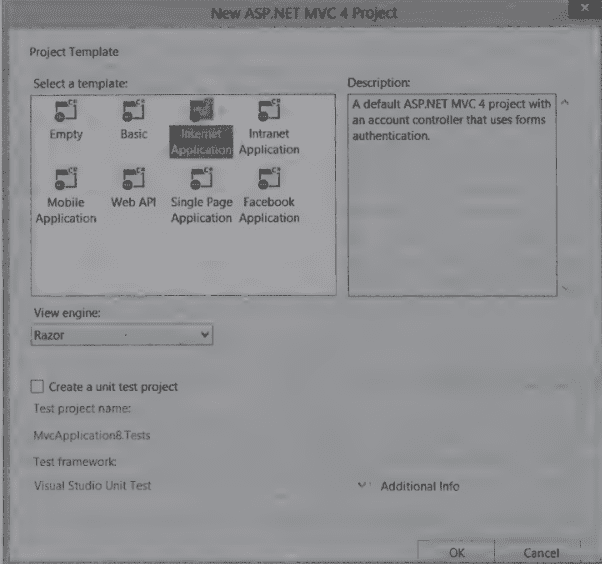 New ASP.NET MVC 4 Project
×
Project Template
Select a template:
Description:
Empty
Basic
Internet Application
Intranet Application
Mobile Application
Web API
Single Page Application
Facebook Application
A default ASP.NET MVC 4 project with
an account controller that uses forms
authentication.
View engine:
Razor
Create a unit test project
Test project name:
MvcApplication8.Tests
Test framework:
Visual Studio Unit Test
Additional Info
OK
Cancel